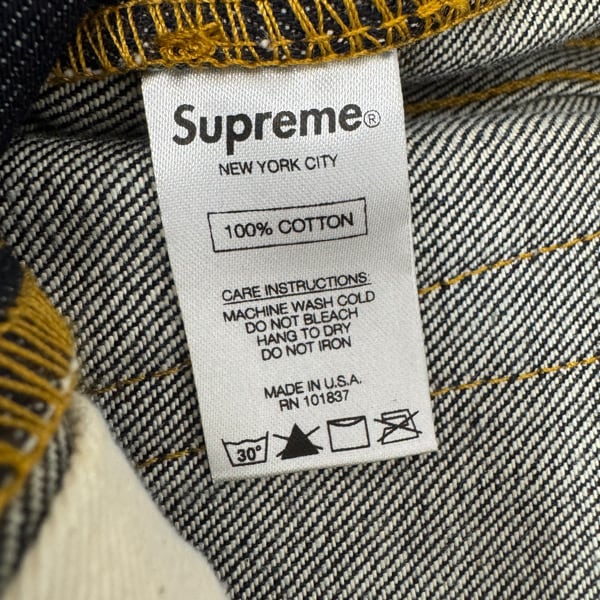 Supreme®
NEW YORK CITY
100% COTTON
CARE INSTRUCTIONS:
MACHINE WASH COLD
DO NOT BLEACH
HANG TO DRY
DO NOT IRON
MADE IN U.S.A.
RN 101837
30°